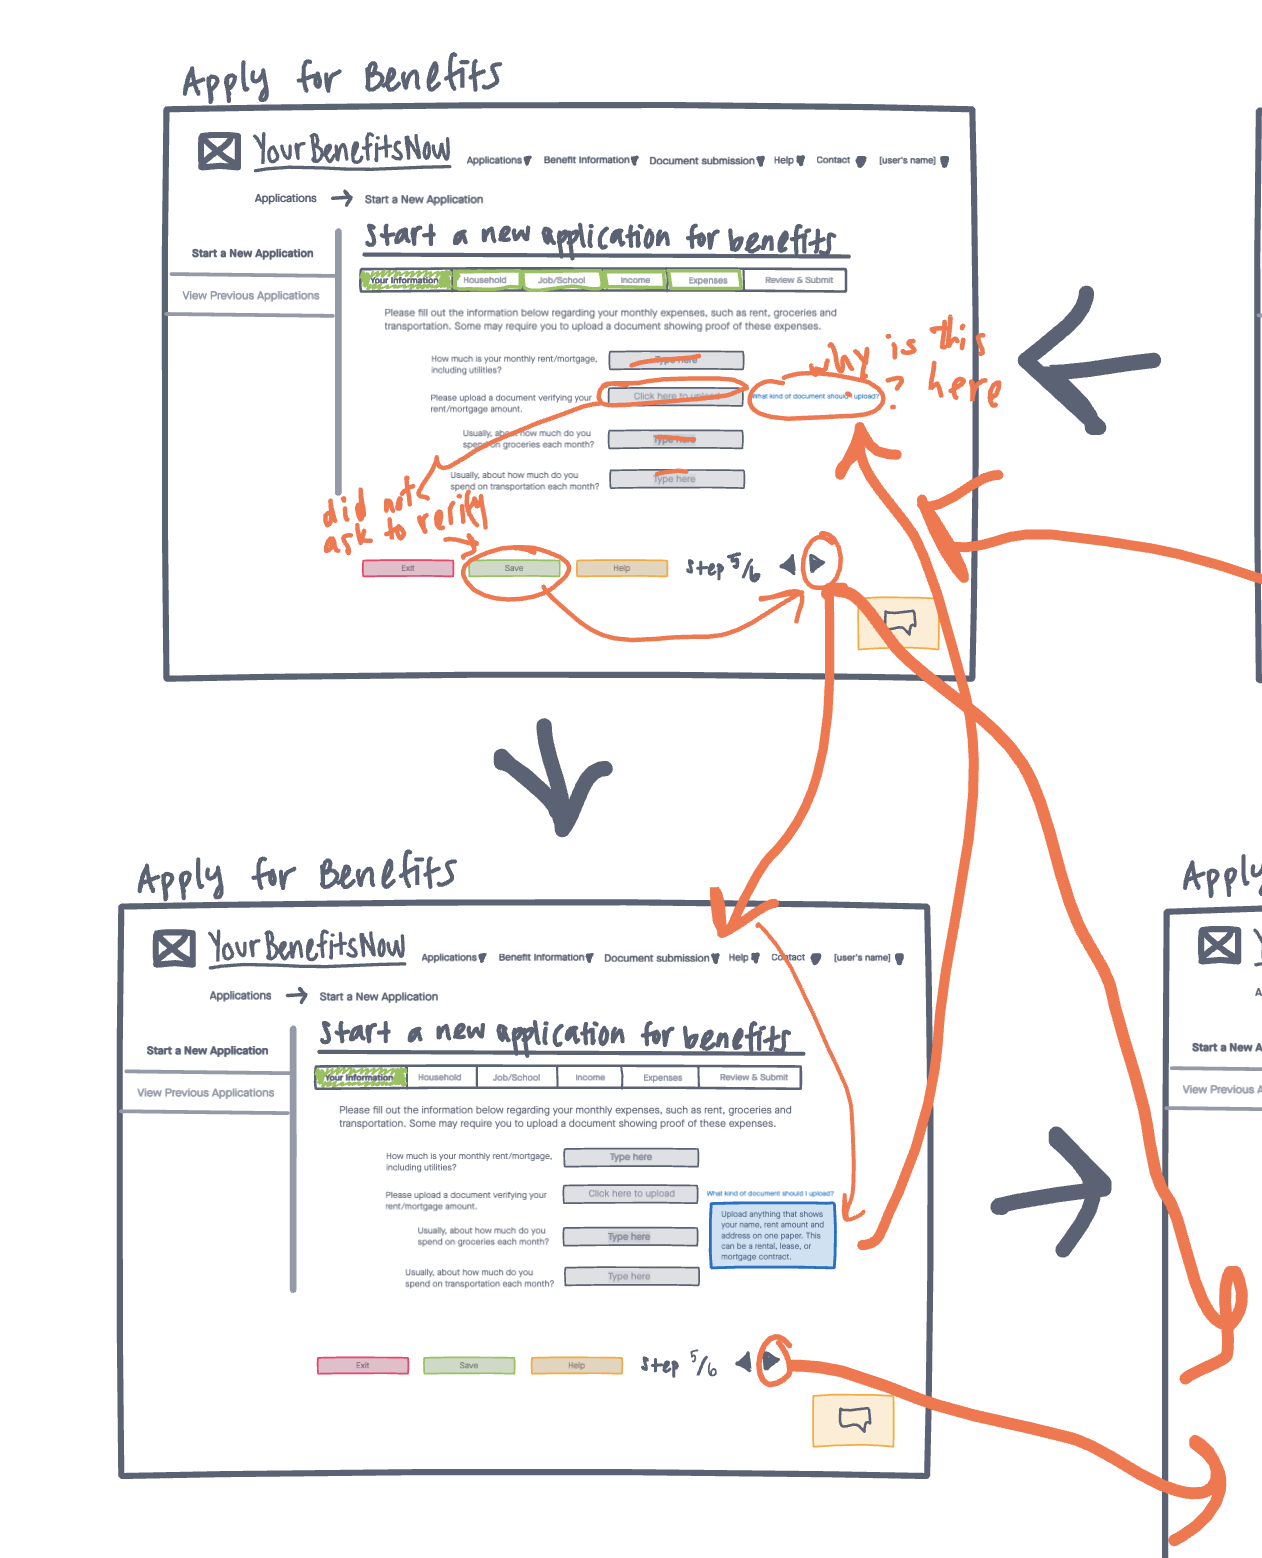 Apply for Benefits
YourBenefitsNow
Applications Benefit Information Document submission Help Contact [user's name]
Applications → Start a New Application
Start a new application for benefits
Start a New Application
View Previous Applications
Your Information Household Job/School Income Expenses Review & Submit
Please fill out the information below regarding your monthly expenses, such as rent, groceries and
transportation. Some may require you to upload a document showing proof of these expenses.
why is this
? here
How much is your monthly rent/mortgage,
including utilities?
Type here
Please upload a document verifying your
rent/mortgage amount.
Click here to upload
What kind of document should I upload?
Usually, about how much do you
spend on groceries each month?
Type here
Usually, about how much do you
spend on transportation each month?
Type here
did not
ask to verify
Exit Save Help step 5/6
Apply for Benefits
YourBenefitsNow
Applications Benefit Information Document submission Help Contact [user's name]
Applications → Start a New Application
Start a new application for benefits
Start a New Application
View Previous Applications
Your Information Household Job/School Income Expenses Review & Submit
Please fill out the information below regarding your monthly expenses, such as rent, groceries and
transportation. Some may require you to upload a document showing proof of these expenses.
How much is your monthly rent/mortgage,
including utilities?
Type here
Please upload a document verifying your
rent/mortgage amount.
Click here to upload
What kind of document should I upload?
Upload anything that shows
your name, rent amount and
address on one paper. This
can be a rental, lease, or
mortgage contract.
Usually, about how much do you
spend on groceries each month?
Type here
Usually, about how much do you
spend on transportation each month?
Type here
Exit Save Help step 5/6
Apply
Start a New A
View Previous A